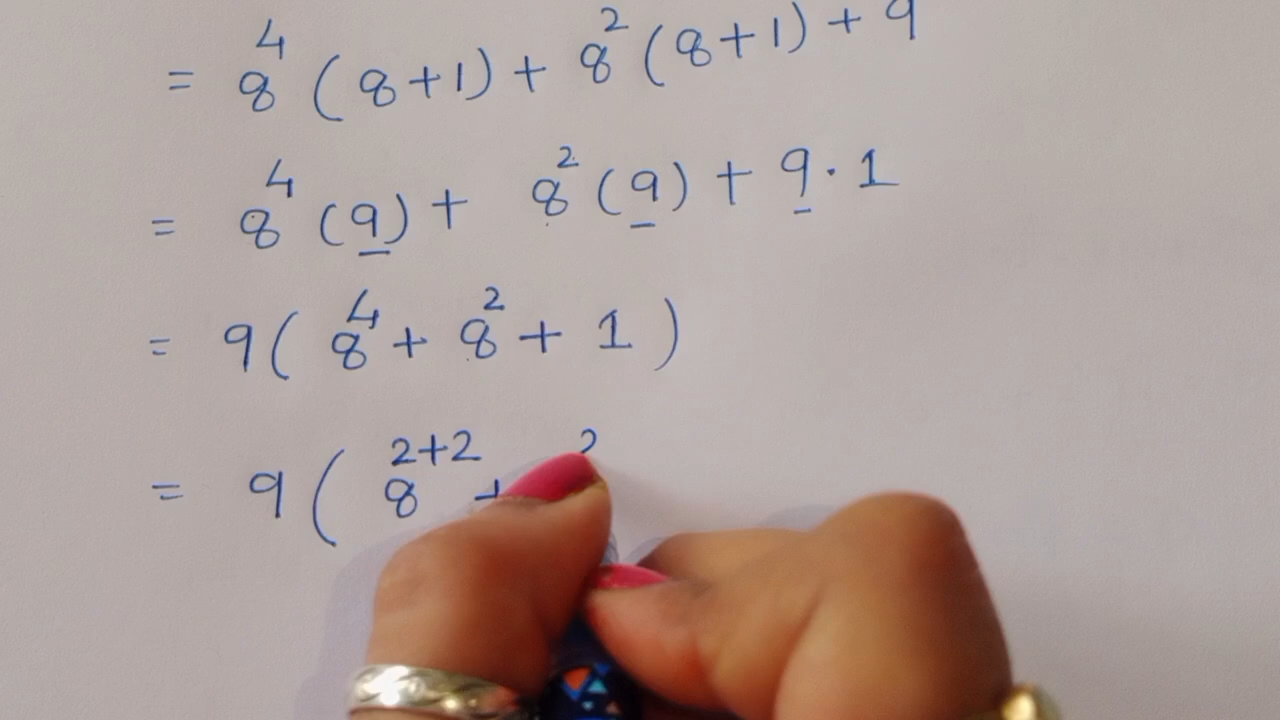 = 8⁴ (8+1) + 8² (8+1) + 9
= 8⁴ (9) + 8² (9) + 9 · 1
= 9 ( 8⁴ + 8² + 1 )
= 9 ( 8²⁺² + ²